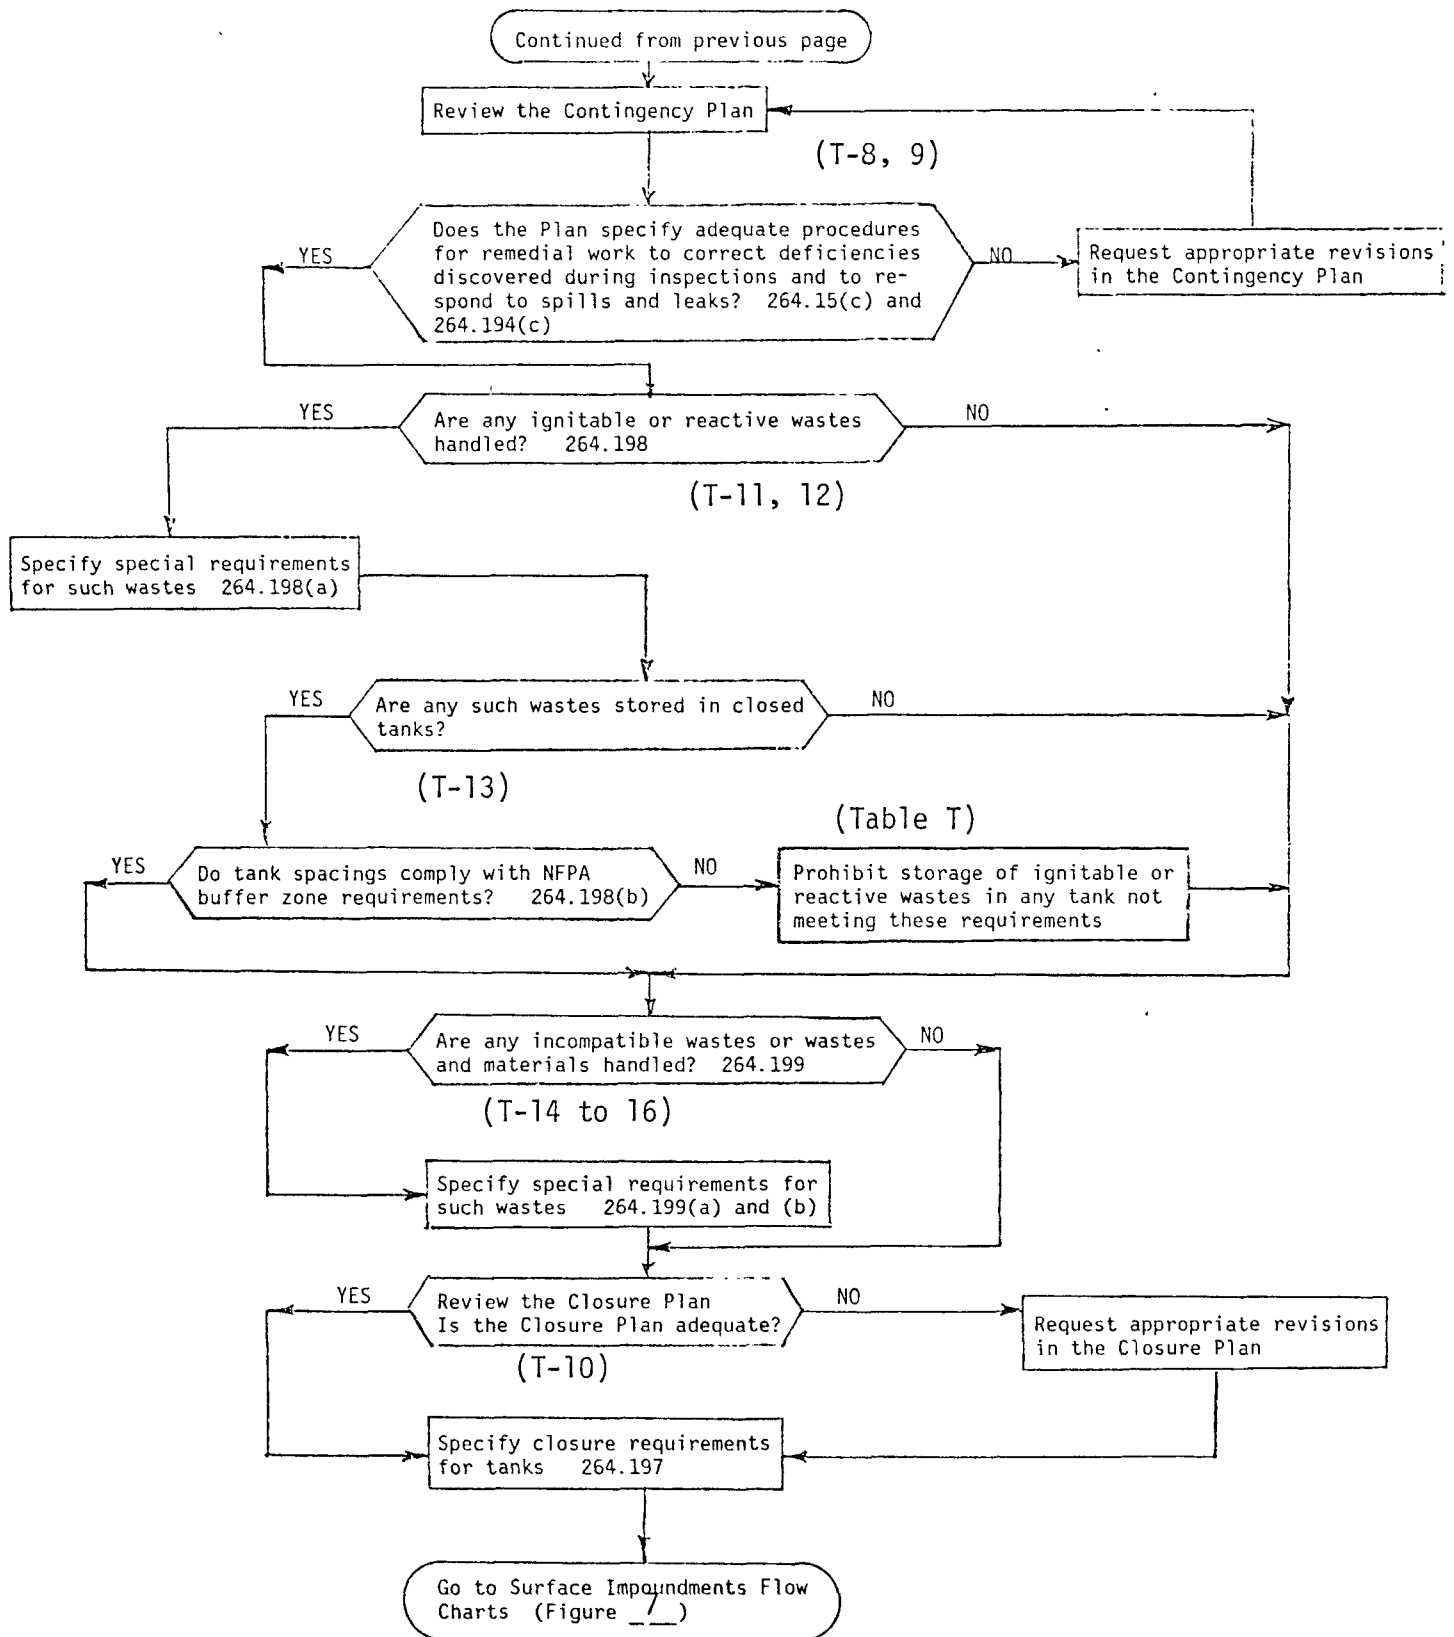 Continued from previous page
Review the Contingency Plan
(T-8, 9)
Does the Plan specify adequate procedures
for remedial work to correct deficiencies
discovered during inspections and to re-
spond to spills and leaks? 264.15(c) and
264.194(c)
YES
NO
Request appropriate revisions
in the Contingency Plan
YES
Are any ignitable or reactive wastes
handled? 264.198
NO
(T-11, 12)
Specify special requirements
for such wastes 264.198(a)
YES
Are any such wastes stored in closed
tanks?
NO
(T-13)
(Table T)
YES
Do tank spacings comply with NFPA
buffer zone requirements? 264.198(b)
NO
Prohibit storage of ignitable or
reactive wastes in any tank not
meeting these requirements
YES
Are any incompatible wastes or wastes
and materials handled? 264.199
NO
(T-14 to 16)
Specify special requirements for
such wastes 264.199(a) and (b)
YES
Review the Closure Plan
Is the Closure Plan adequate?
NO
Request appropriate revisions
in the Closure Plan
(T-10)
Specify closure requirements
for tanks 264.197
Go to Surface Impoundments Flow
Charts (Figure 7)